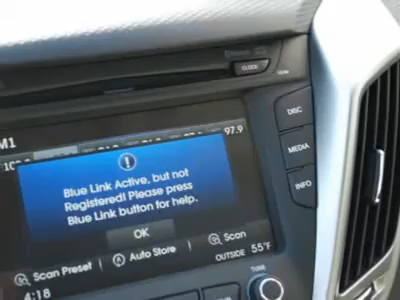 CLOCK
DISC
M1
97.9
Blue Link Active, but not
Registered! Please press
Blue Link button for help.
MEDIA
INFO
OK
Scan Preset
Auto Store
Scan
4:18
OUTSIDE 55°F
TUNE